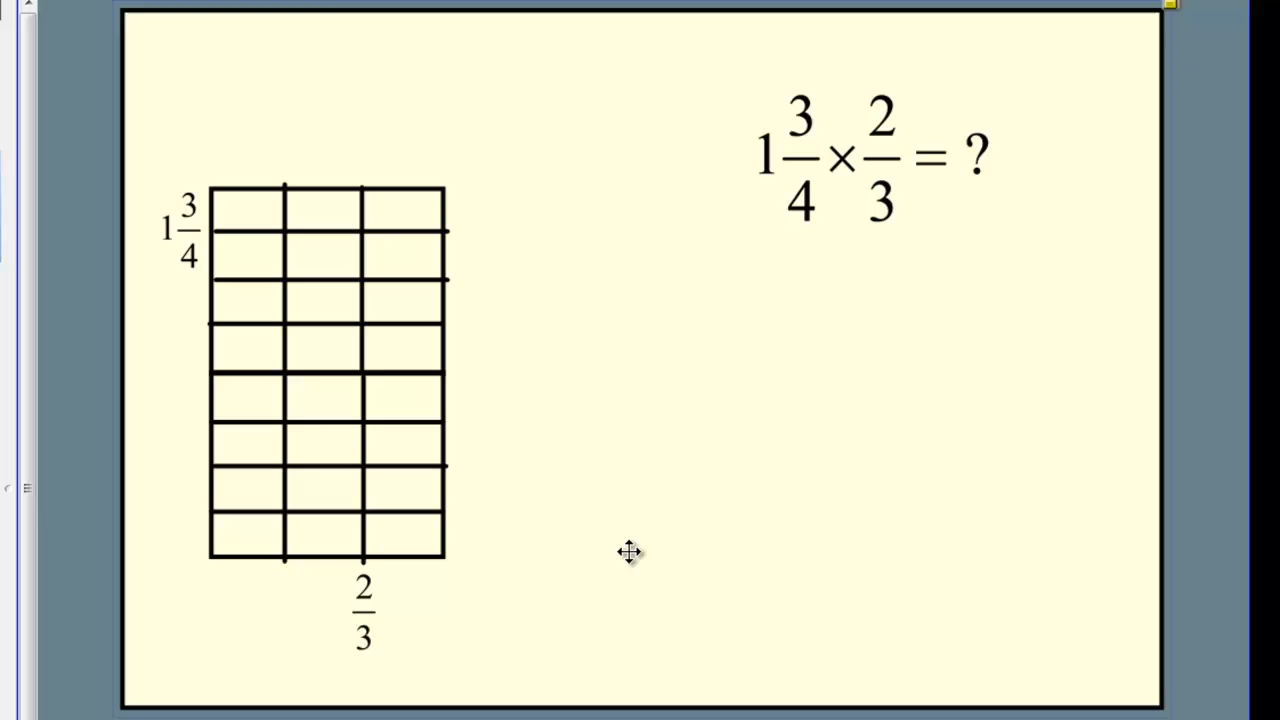 1 3/4 × 2/3 = ?
1 3/4
2/3